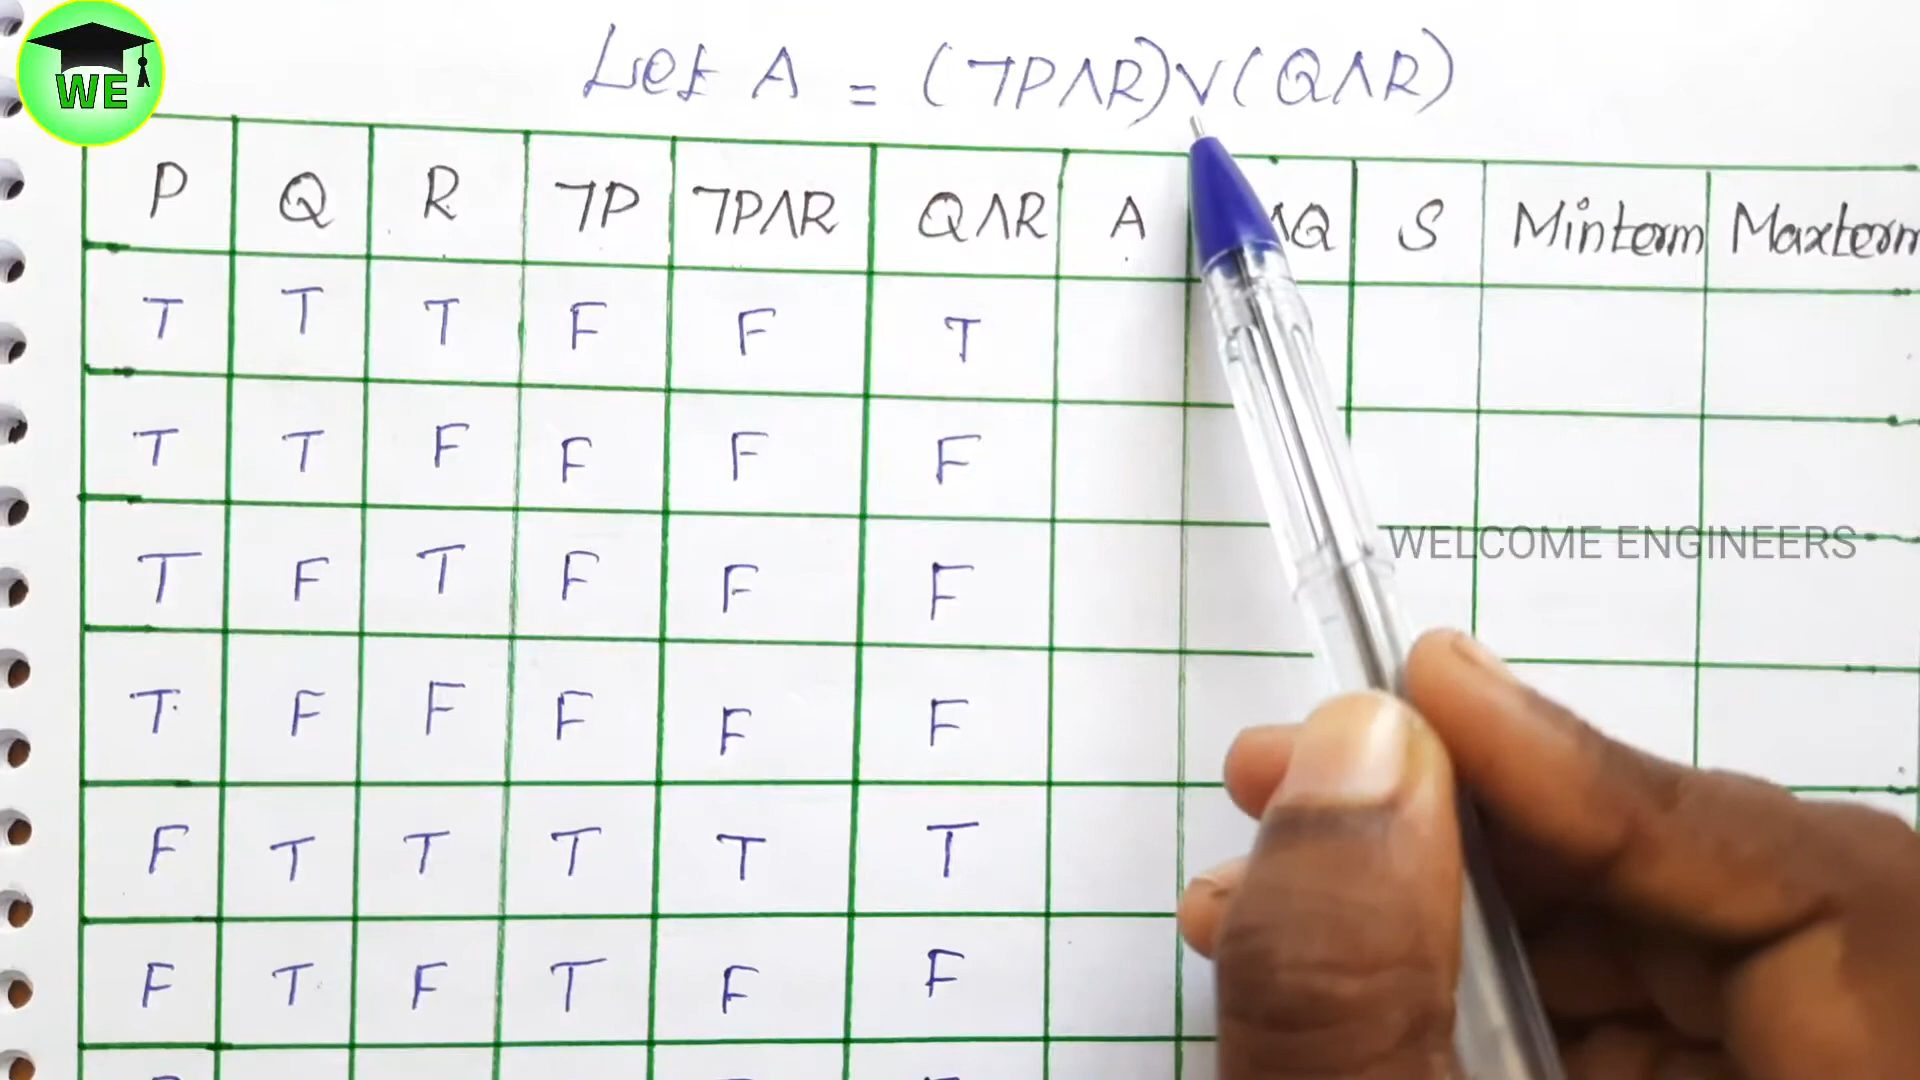 WE
Let A = (¬P∧R)∨(Q∧R)
P Q R ¬P ¬P∧R Q∧R A ∧Q S Minterm Maxterm
T T T F F T
T T F F F F
WELCOME ENGINEERS
T F T F F F
T F F F F F
F T T T T T
F T F T F F